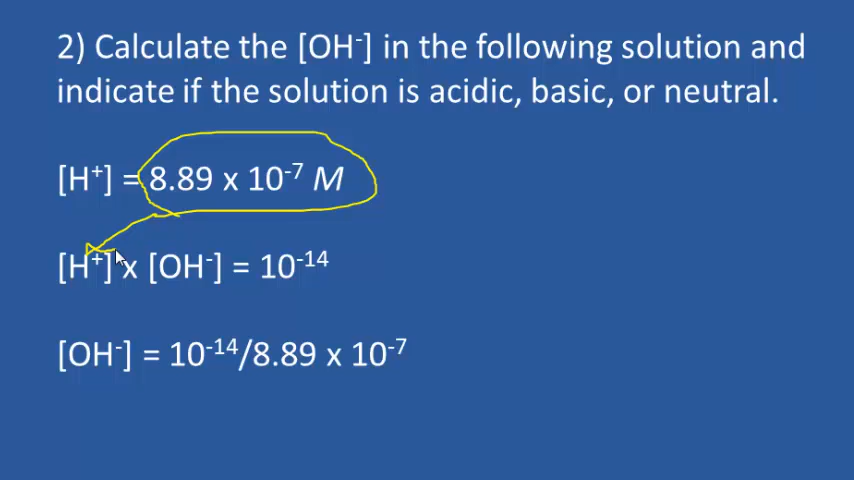 2) Calculate the [OH⁻] in the following solution and
indicate if the solution is acidic, basic, or neutral.
[H⁺] = 8.89 x 10⁻⁷ M
[H⁺] x [OH⁻] = 10⁻¹⁴
[OH⁻] = 10⁻¹⁴/8.89 x 10⁻⁷